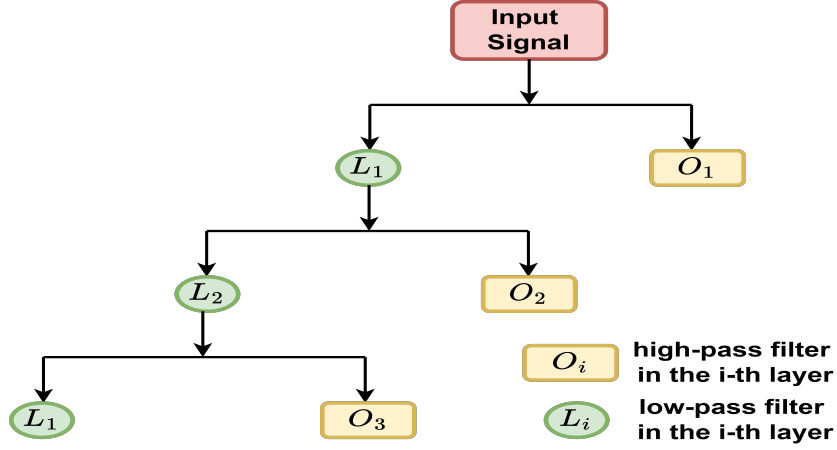 Input
Signal
L₁
O₁
L₂
O₂
L₁
O₃
Oᵢ
high-pass filter
in the i-th layer
Lᵢ
low-pass filter
in the i-th layer